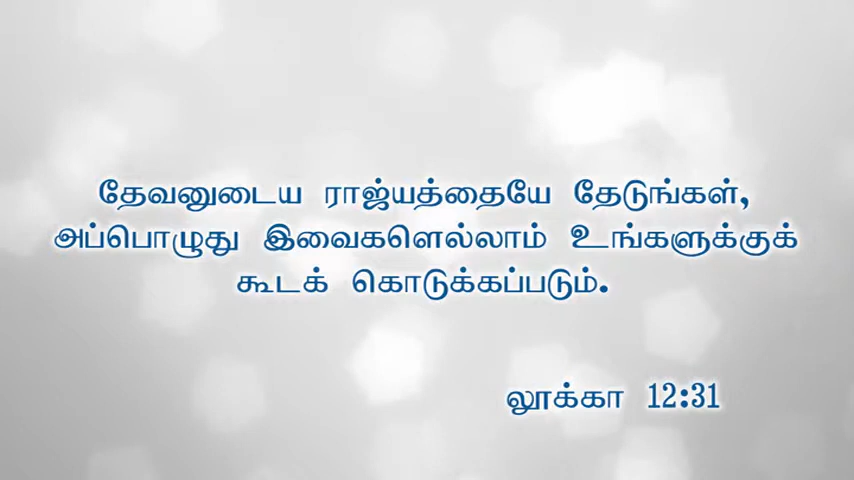 தேவனுடைய ராஜ்யத்தையே தேடுங்கள்,
அப்பொழுது இவைகளெல்லாம் உங்களுக்குக்
கூடக் கொடுக்கப்படும்.
லூக்கா 12:31